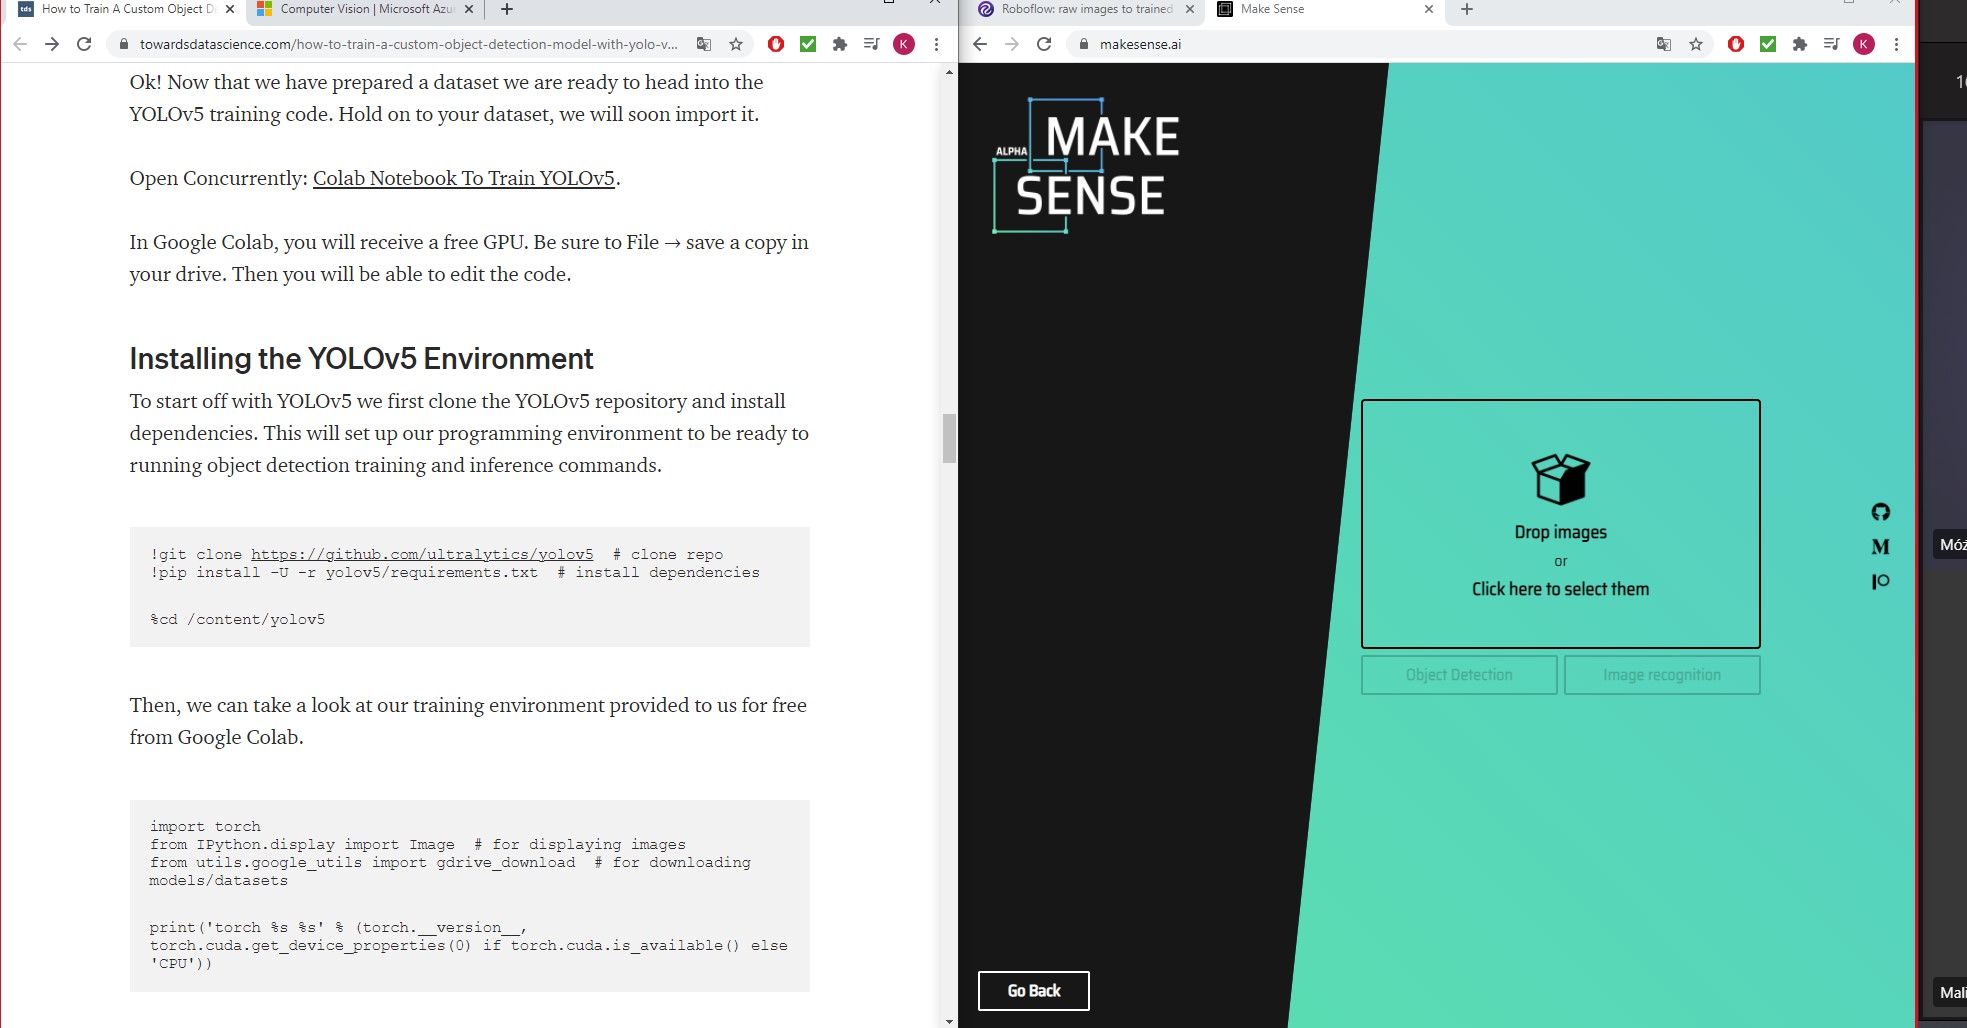 How to Train A Custom Object D
Computer Vision | Microsoft Azu
towardsdatascience.com/how-to-train-a-custom-object-detection-model-with-yolo-v...
K
Ok! Now that we have prepared a dataset we are ready to head into the
YOLOv5 training code. Hold on to your dataset, we will soon import it.
Open Concurrently: Colab Notebook To Train YOLOv5.
In Google Colab, you will receive a free GPU. Be sure to File → save a copy in
your drive. Then you will be able to edit the code.
Installing the YOLOv5 Environment
To start off with YOLOv5 we first clone the YOLOv5 repository and install
dependencies. This will set up our programming environment to be ready to
running object detection training and inference commands.
!git clone https://github.com/ultralytics/yolov5  # clone repo
!pip install -U -r yolov5/requirements.txt  # install dependencies
%cd /content/yolov5
Then, we can take a look at our training environment provided to us for free
from Google Colab.
import torch
from IPython.display import Image  # for displaying images
from utils.google_utils import gdrive_download  # for downloading
models/datasets
print('torch %s %s' % (torch.__version__,
torch.cuda.get_device_properties(0) if torch.cuda.is_available() else
'CPU'))
Roboflow: raw images to trained
Make Sense
makesense.ai
K
ALPHA
MAKE
SENSE
Drop images
or
Click here to select them
Object Detection
Image recognition
Go Back
Móż
Mali